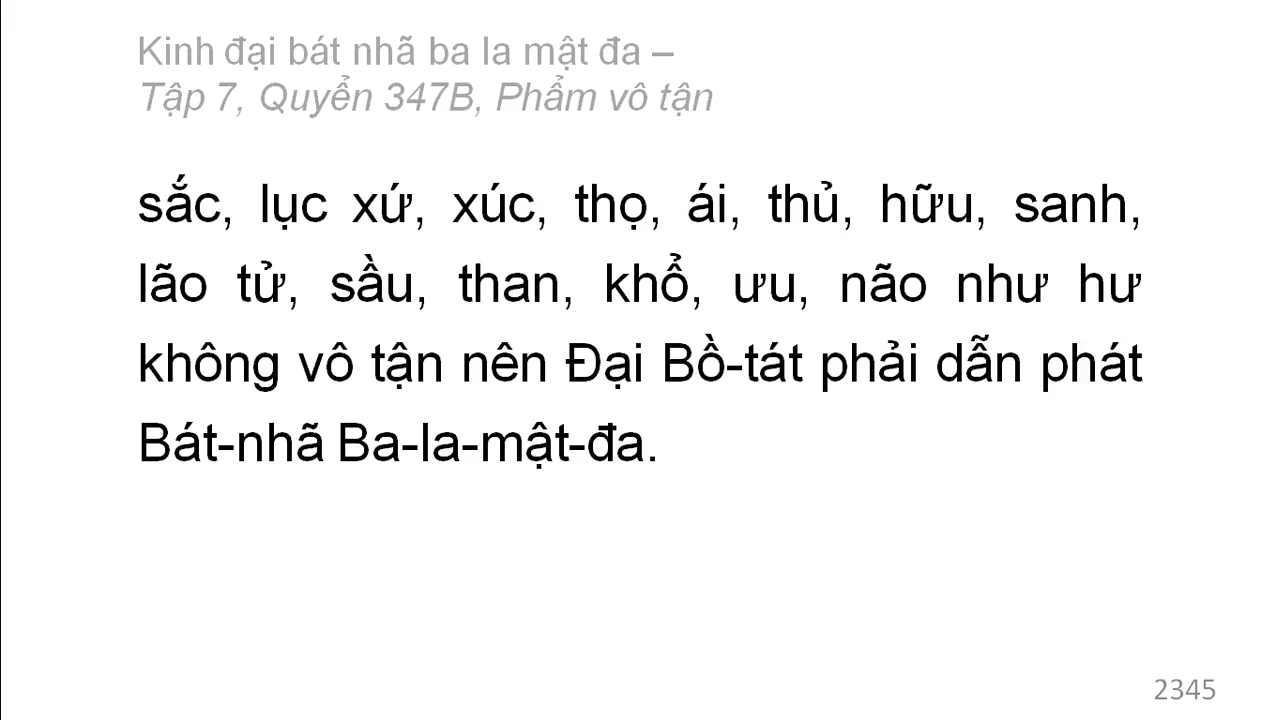 Kinh đại bát nhã ba la mật đa –
Tập 7, Quyển 347B, Phẩm vô tận
sắc, lục xứ, xúc, thọ, ái, thủ, hữu, sanh,
lão tử, sầu, than, khổ, ưu, não như hư
không vô tận nên Đại Bồ-tát phải dẫn phát
Bát-nhã Ba-la-mật-đa.
2345